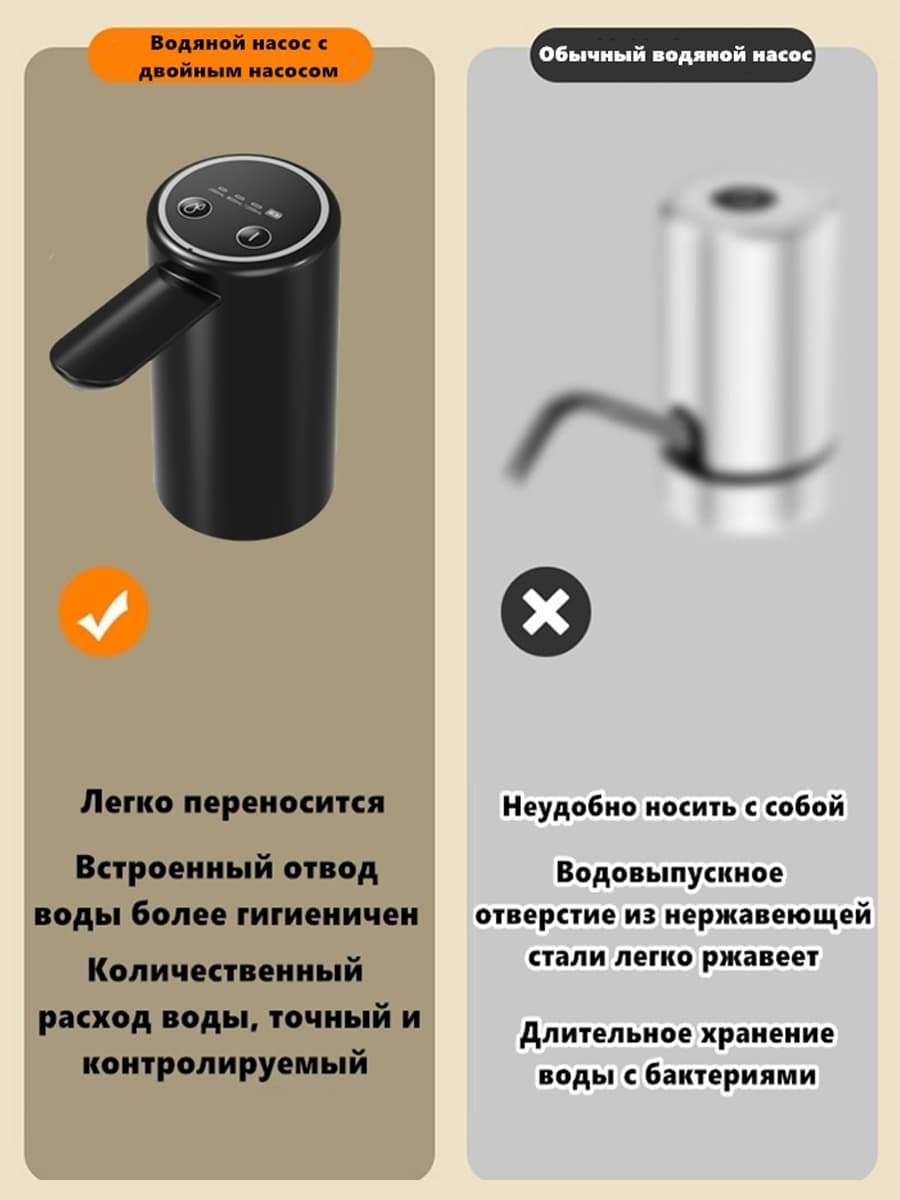 Водяной насос с
двойным насосом
Обычный водяной насос
Легко переносится
Встроенный отвод
воды более гигиеничен
Количественный
расход воды, точный и
контролируемый
Неудобно носить с собой
Водовыпускное
отверстие из нержавеющей
стали легко ржавеет
Длительное хранение
воды с бактериями